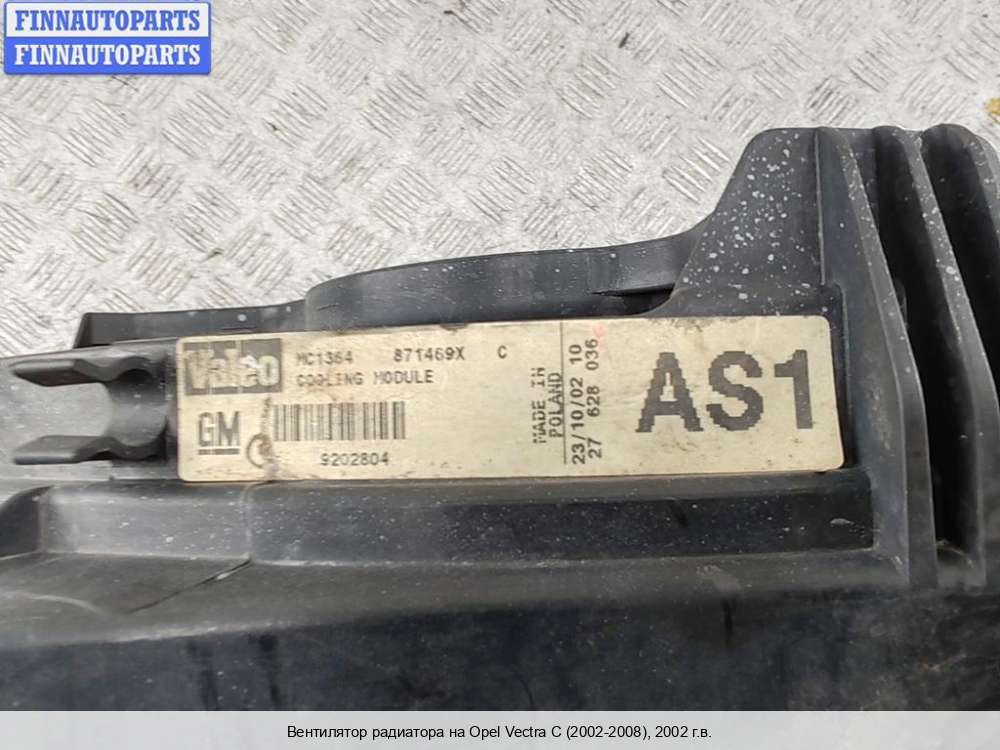 FINNAUTOPARTS
FINNAUTOPARTS
Valeo
MC1364 871469X C
COOLING MODULE
GM
9202804
MADE IN
POLAND
23/10/02 10
27 628 036
AS1
Вентилятор радиатора на Opel Vectra C (2002-2008), 2002 г.в.